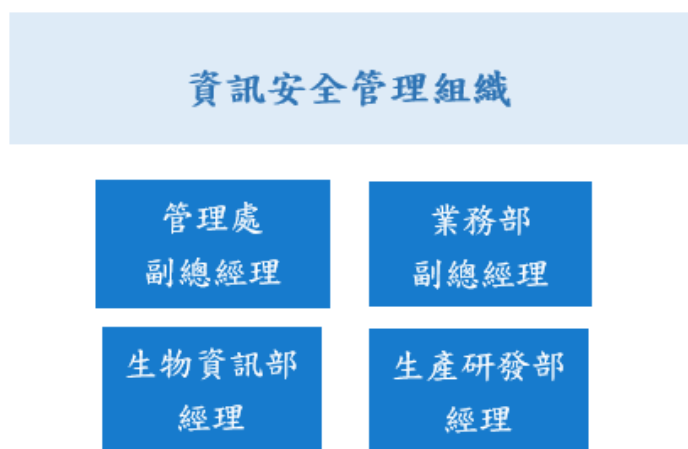 資訊安全管理組織
管理處
副總經理
業務部
副總經理
生物資訊部
經理
生產研發部
經理